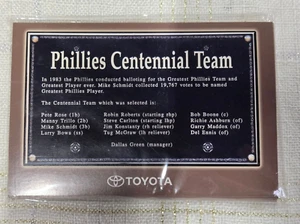 Phillies Centennial Team
In 1983 the Phillies conducted balloting for the Greatest Phillies Team and
Greatest Player ever. Mike Schmidt collected 19,767 votes to be named
Greatest Phillies Player.
The Centennial Team which was selected is:
Pete Rose (1b) Robin Roberts (starting rhp) Bob Boone (c)
Manny Trillo (2b) Steve Carlton (starting lhp) Richie Ashburn (of)
Mike Schmidt (3b) Jim Konstanty (rh reliever) Garry Maddox (of)
Larry Bowa (ss) Tug McGraw (lh reliever) Del Ennis (of)
Dallas Green (manager)
TOYOTA